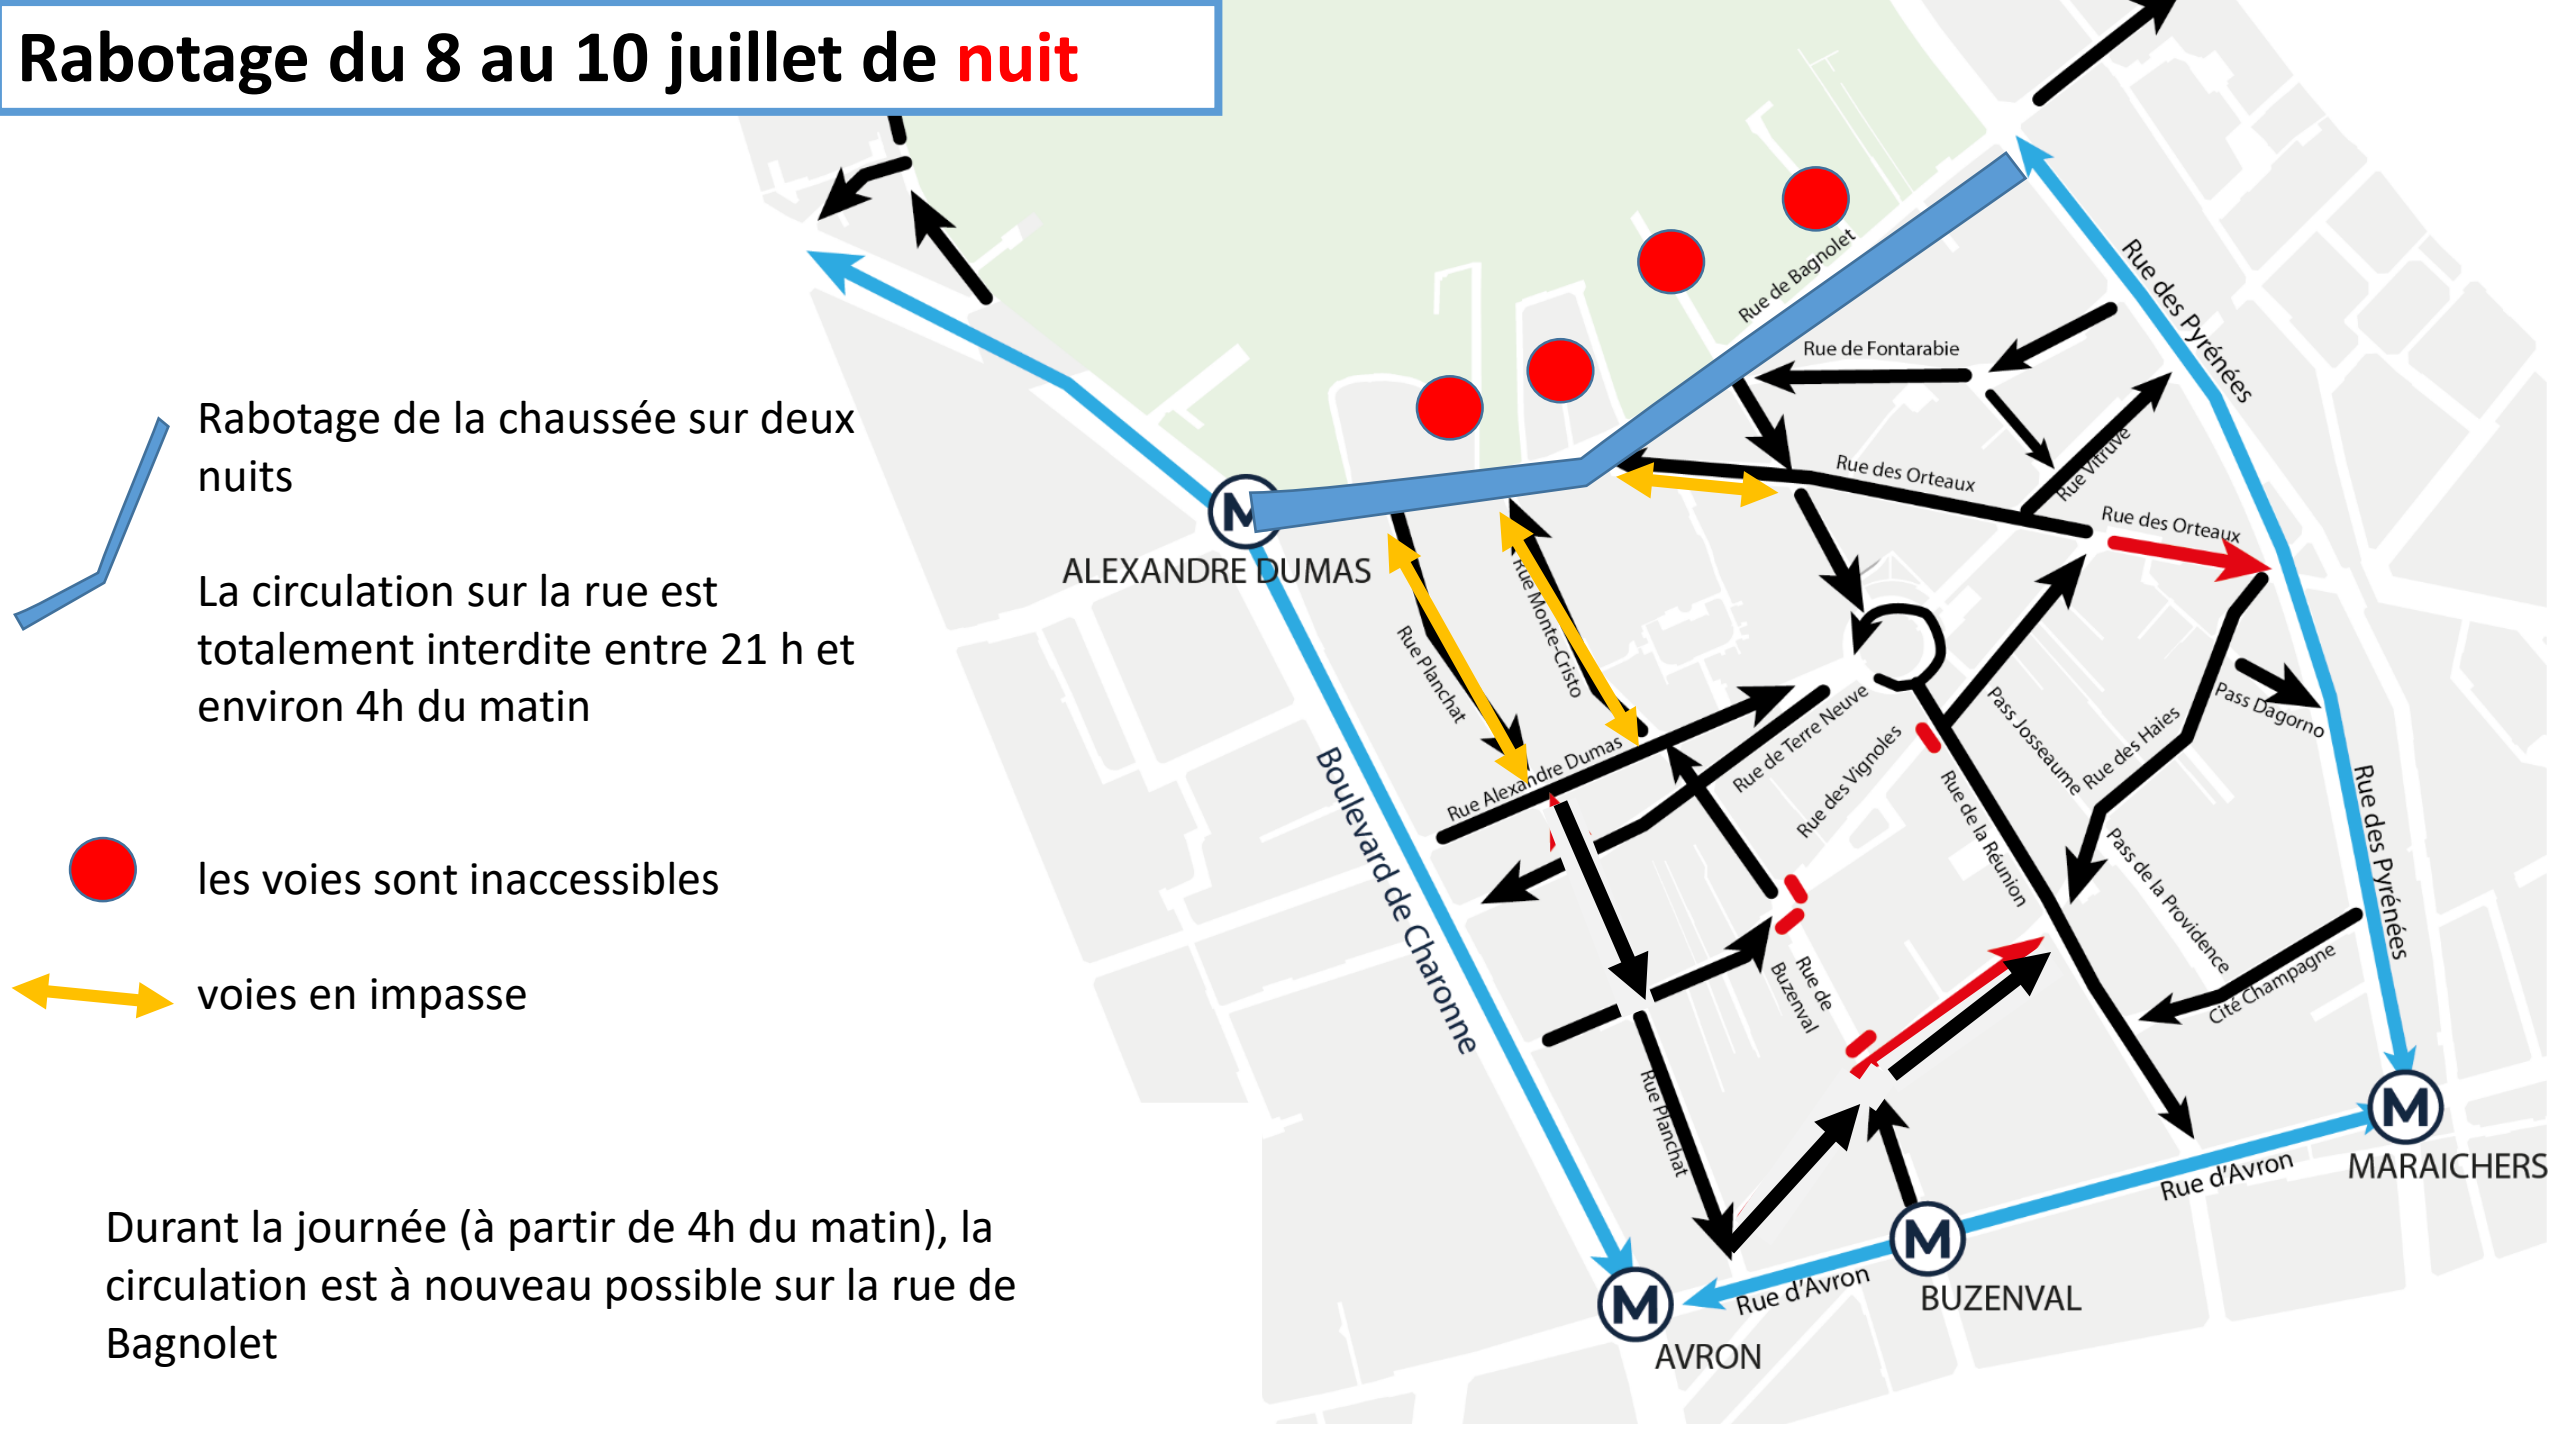 Rabotage du 8 au 10 juillet de nuit
Rabotage de la chaussée sur deux
nuits
La circulation sur la rue est
totalement interdite entre 21 h et
environ 4h du matin
les voies sont inaccessibles
voies en impasse
Durant la journée (à partir de 4h du matin), la
circulation est à nouveau possible sur la rue de
Bagnolet
Rue de Bagnolet
Rue des Pyrénées
Rue de Fontarabie
Rue des Orteaux
Rue Vitruve
Rue des Orteaux
M
ALEXANDRE DUMAS
Rue Planchat
Rue Monte-Cristo
Rue Alexandre Dumas
Rue de Terre Neuve
Rue des Vignoles
Pass Josseaume
Rue des Haies
Pass Dagorno
Boulevard de Charonne
Rue de la Réunion
Pass de la Providence
Rue des Pyrénées
Cité Champagne
Rue de
Buzenval
Rue Planchat
M
MARAICHERS
Rue d'Avron
M
BUZENVAL
Rue d'Avron
M
AVRON